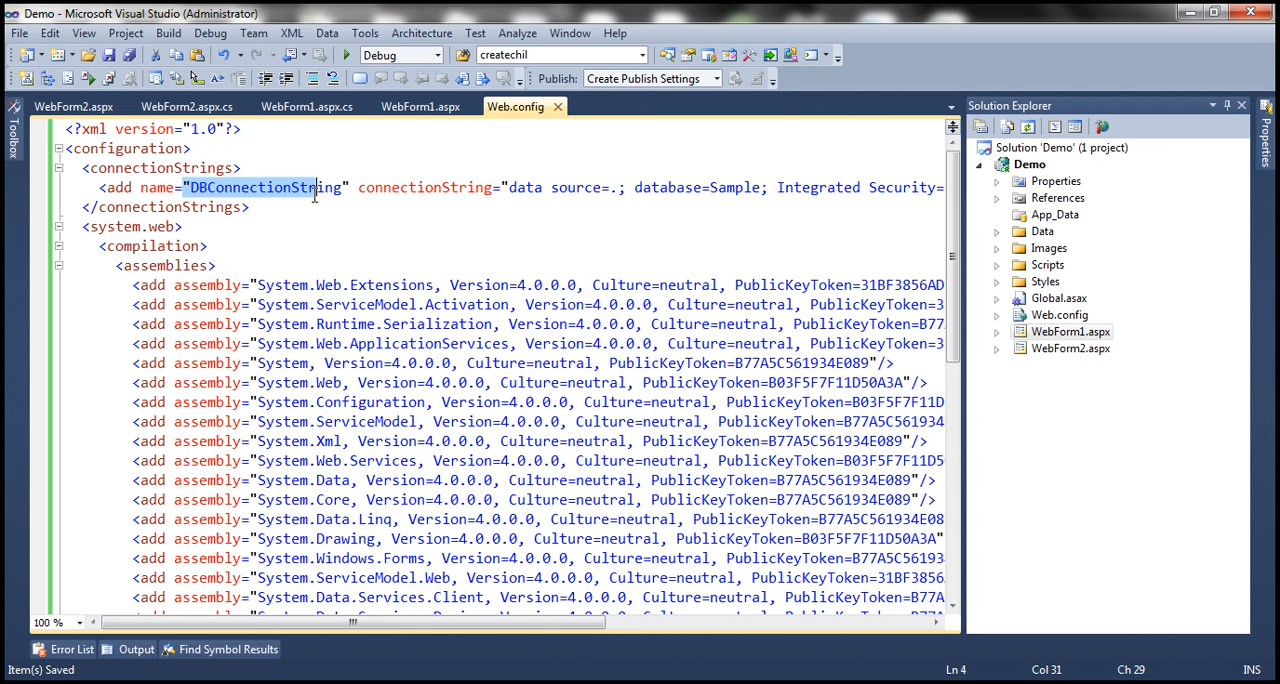 Demo - Microsoft Visual Studio (Administrator)
File Edit View Project Build Debug Team XML Data Tools Architecture Test Analyze Window Help
Debug createchil
Publish: Create Publish Settings
WebForm2.aspx WebForm2.aspx.cs WebForm1.aspx.cs WebForm1.aspx Web.config
Toolbox
<?xml version="1.0"?>
<configuration>
<connectionStrings>
<add name="DBConnectionString" connectionString="data source=.; database=Sample; Integrated Security=
</connectionStrings>
<system.web>
<compilation>
<assemblies>
<add assembly="System.Web.Extensions, Version=4.0.0.0, Culture=neutral, PublicKeyToken=31BF3856AD
<add assembly="System.ServiceModel.Activation, Version=4.0.0.0, Culture=neutral, PublicKeyToken=3
<add assembly="System.Runtime.Serialization, Version=4.0.0.0, Culture=neutral, PublicKeyToken=B77
<add assembly="System.Web.ApplicationServices, Version=4.0.0.0, Culture=neutral, PublicKeyToken=3
<add assembly="System, Version=4.0.0.0, Culture=neutral, PublicKeyToken=B77A5C561934E089"/>
<add assembly="System.Web, Version=4.0.0.0, Culture=neutral, PublicKeyToken=B03F5F7F11D50A3A"/>
<add assembly="System.Configuration, Version=4.0.0.0, Culture=neutral, PublicKeyToken=B03F5F7F11D
<add assembly="System.ServiceModel, Version=4.0.0.0, Culture=neutral, PublicKeyToken=B77A5C561934
<add assembly="System.Xml, Version=4.0.0.0, Culture=neutral, PublicKeyToken=B77A5C561934E089"/>
<add assembly="System.Web.Services, Version=4.0.0.0, Culture=neutral, PublicKeyToken=B03F5F7F11D5
<add assembly="System.Data, Version=4.0.0.0, Culture=neutral, PublicKeyToken=B77A5C561934E089"/>
<add assembly="System.Core, Version=4.0.0.0, Culture=neutral, PublicKeyToken=B77A5C561934E089"/>
<add assembly="System.Data.Linq, Version=4.0.0.0, Culture=neutral, PublicKeyToken=B77A5C561934E08
<add assembly="System.Drawing, Version=4.0.0.0, Culture=neutral, PublicKeyToken=B03F5F7F11D50A3A"
<add assembly="System.Windows.Forms, Version=4.0.0.0, Culture=neutral, PublicKeyToken=B77A5C56193
<add assembly="System.ServiceModel.Web, Version=4.0.0.0, Culture=neutral, PublicKeyToken=31BF3856
<add assembly="System.Data.Services.Client, Version=4.0.0.0, Culture=neutral, PublicKeyToken=B77A
100 %
Solution Explorer
Solution 'Demo' (1 project)
Demo
Properties
References
App_Data
Data
Images
Scripts
Styles
Global.asax
Web.config
WebForm1.aspx
WebForm2.aspx
Properties
Error List Output Find Symbol Results
Item(s) Saved Ln 4 Col 31 Ch 29 INS